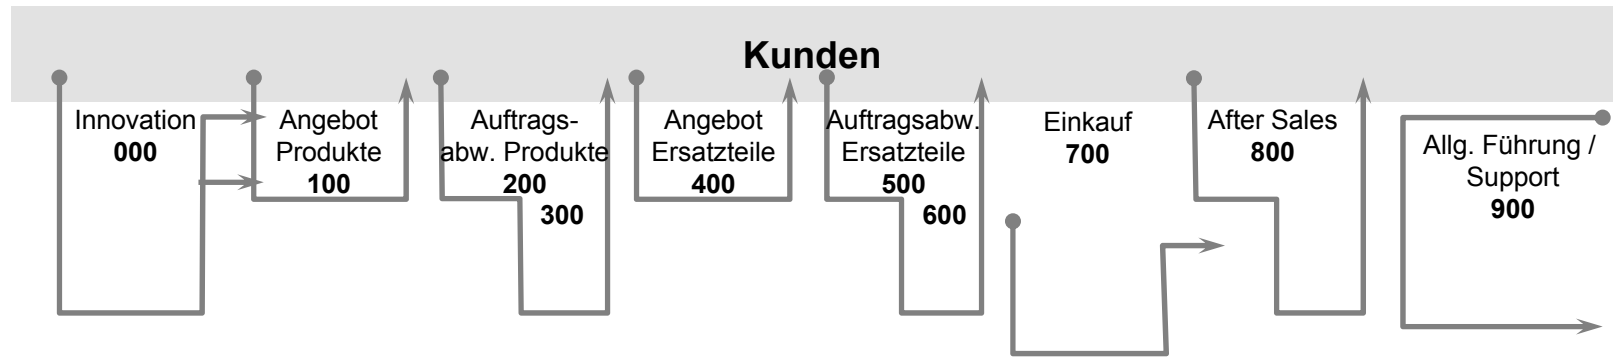 Kunden
Innovation
000
Angebot
Produkte
100
Auftrags-
abw. Produkte
200
300
Angebot
Ersatzteile
400
Auftragsabw.
Ersatzteile
500
600
Einkauf
700
After Sales
800
Allg. Führung /
Support
900